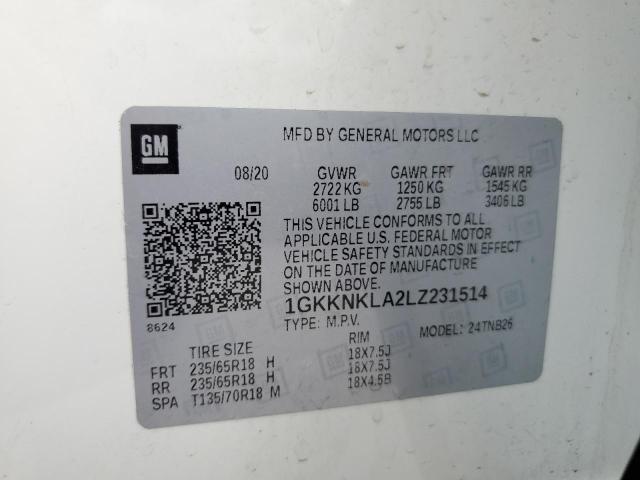 GM
MFD BY GENERAL MOTORS LLC
08/20 GVWR GAWR FRT GAWR RR
2722 KG 1250 KG 1545 KG
6001 LB 2755 LB 3406 LB
THIS VEHICLE CONFORMS TO ALL
APPLICABLE U.S. FEDERAL MOTOR
VEHICLE SAFETY STANDARDS IN EFFECT
ON THE DATE OF MANUFACTURE
SHOWN ABOVE.
1GKKNKLA2LZ231514
8624
TYPE: M.P.V. MODEL: 24TNB26
TIRE SIZE RIM
FRT 235/65R18 H 18X7.5J
RR 235/65R18 H 18X7.5J
SPA T135/70R18 M 18X4.5B